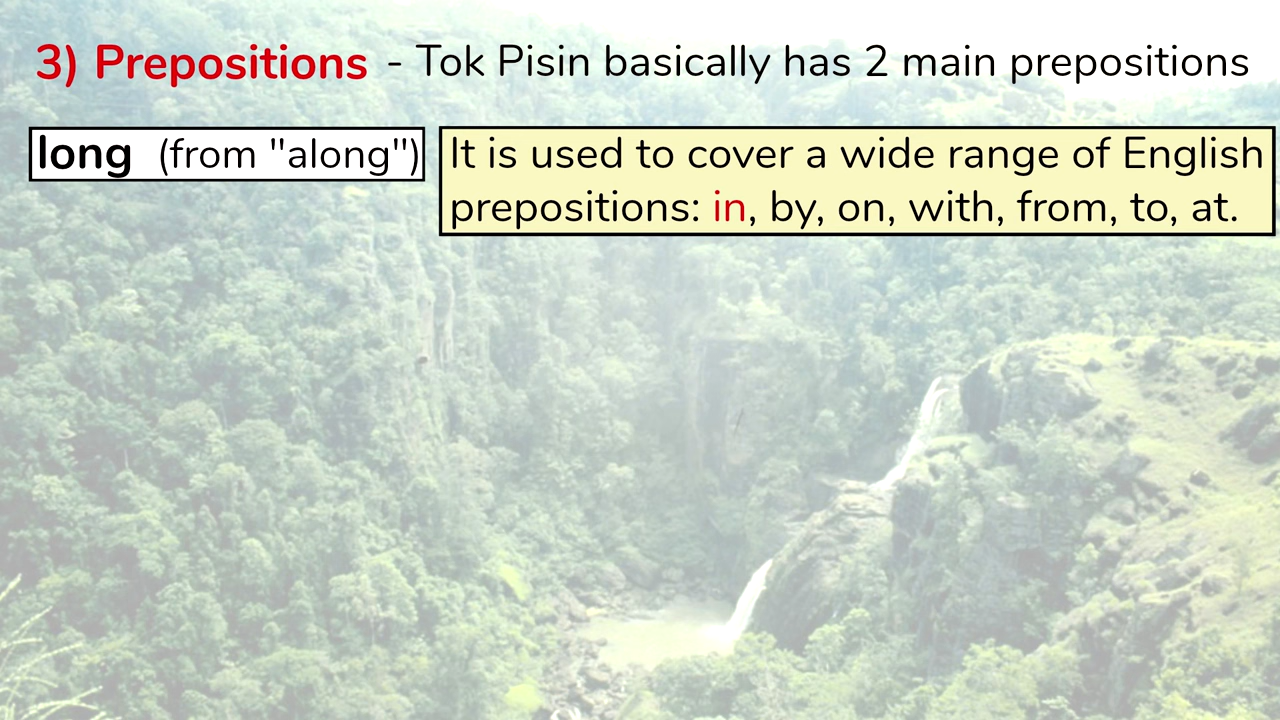 3) Prepositions - Tok Pisin basically has 2 main prepositions
long (from "along")
It is used to cover a wide range of English
prepositions: in, by, on, with, from, to, at.